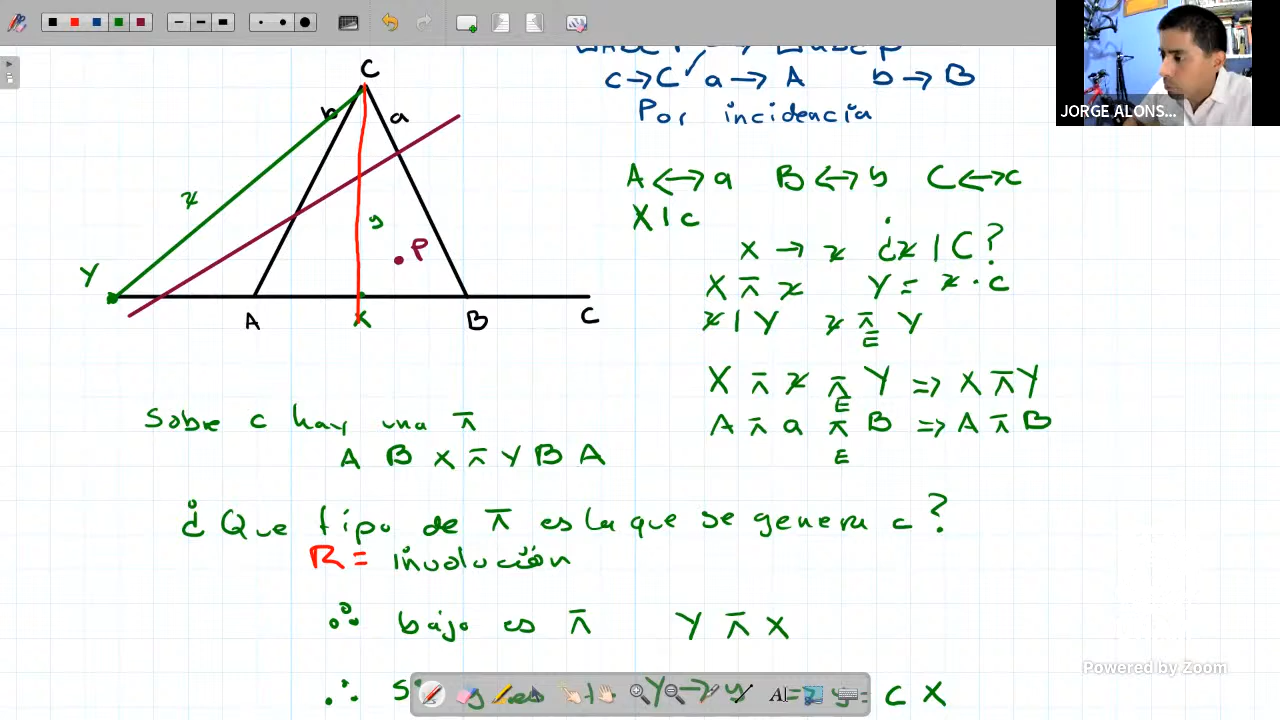 c → C a → A b → B
Por incidencia
JORGE ALONS...
C
b a
x
y
P
Y
A X B C
A ↔ a B ↔ b C ↔ c
X I c
X → x ¿x I C?
X ⊼ x Y = x · c
x I Y x ⊼ Y
E
X ⊼ x ⊼ Y => X ⊼ Y
E
A ⊼ a ⊼ B => A ⊼ B
E
Sobre c hay una ⊼
A B X ⊼ Y B A
¿Que tipo de ⊼ es la que se genera c?
R= involución
∴ bajo es ⊼ Y ⊼ X
∴ c X
Powered by Zoom